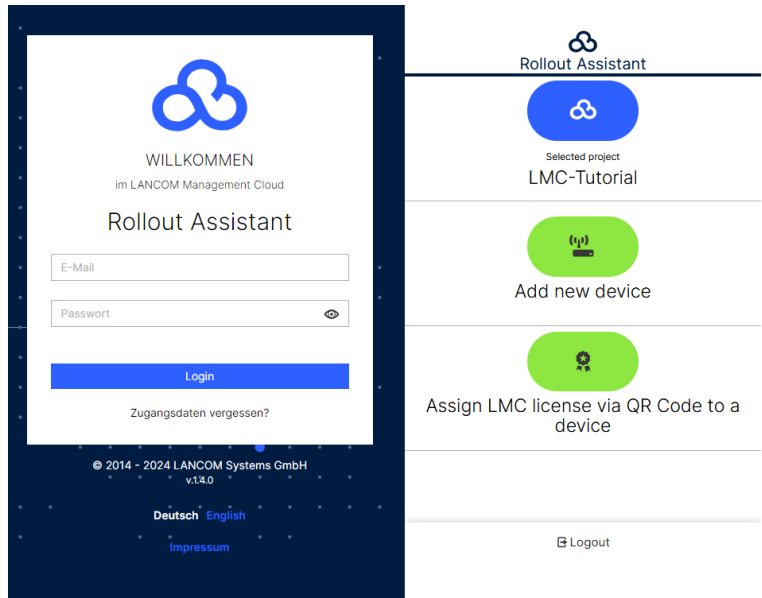 WILLKOMMEN
im LANCOM Management Cloud
Rollout Assistant
E-Mail
Passwort
Login
Zugangsdaten vergessen?
© 2014 - 2024 LANCOM Systems GmbH
v.1.4.0
Deutsch English
Impressum
Rollout Assistant
Selected project
LMC-Tutorial
Add new device
Assign LMC license via QR Code to a
device
Logout